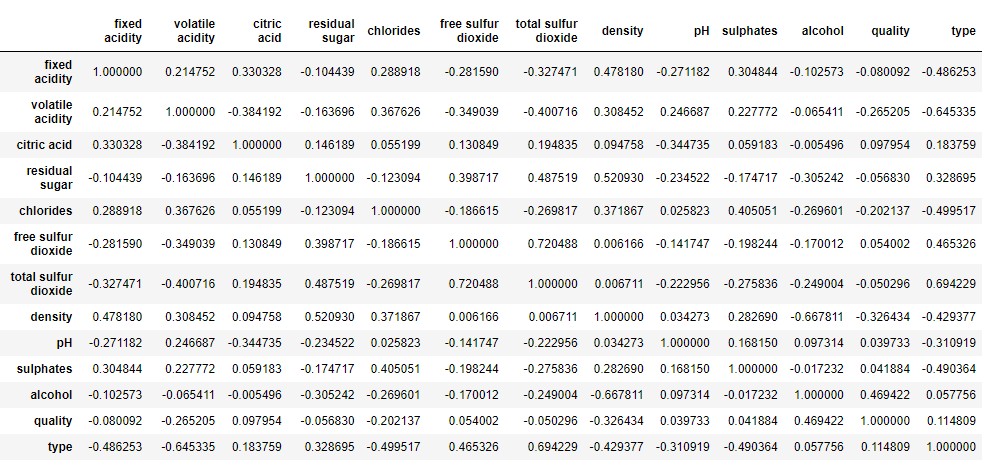 fixed acidity volatile acidity citric acid residual sugar chlorides free sulfur dioxide total sulfur dioxide density pH sulphates alcohol quality type
fixed acidity 1.000000 0.214752 0.330328 -0.104439 0.288918 -0.281590 -0.327471 0.478180 -0.271182 0.304844 -0.102573 -0.080092 -0.486253
volatile acidity 0.214752 1.000000 -0.384192 -0.163696 0.367626 -0.349039 -0.400716 0.308452 0.246687 0.227772 -0.065411 -0.265205 -0.645335
citric acid 0.330328 -0.384192 1.000000 0.146189 0.055199 0.130849 0.194835 0.094758 -0.344735 0.059183 -0.005496 0.097954 0.183759
residual sugar -0.104439 -0.163696 0.146189 1.000000 -0.123094 0.398717 0.487519 0.520930 -0.234522 -0.174717 -0.305242 -0.056830 0.328695
chlorides 0.288918 0.367626 0.055199 -0.123094 1.000000 -0.186615 -0.269817 0.371867 0.025823 0.405051 -0.269601 -0.202137 -0.499517
free sulfur dioxide -0.281590 -0.349039 0.130849 0.398717 -0.186615 1.000000 0.720488 0.006166 -0.141747 -0.198244 -0.170012 0.054002 0.465326
total sulfur dioxide -0.327471 -0.400716 0.194835 0.487519 -0.269817 0.720488 1.000000 0.006711 -0.222956 -0.275836 -0.249004 -0.050296 0.694229
density 0.478180 0.308452 0.094758 0.520930 0.371867 0.006166 0.006711 1.000000 0.034273 0.282690 -0.667811 -0.326434 -0.429377
pH -0.271182 0.246687 -0.344735 -0.234522 0.025823 -0.141747 -0.222956 0.034273 1.000000 0.168150 0.097314 0.039733 -0.310919
sulphates 0.304844 0.227772 0.059183 -0.174717 0.405051 -0.198244 -0.275836 0.282690 0.168150 1.000000 -0.017232 0.041884 -0.490364
alcohol -0.102573 -0.065411 -0.005496 -0.305242 -0.269601 -0.170012 -0.249004 -0.667811 0.097314 -0.017232 1.000000 0.469422 0.057756
quality -0.080092 -0.265205 0.097954 -0.056830 -0.202137 0.054002 -0.050296 -0.326434 0.039733 0.041884 0.469422 1.000000 0.114809
type -0.486253 -0.645335 0.183759 0.328695 -0.499517 0.465326 0.694229 -0.429377 -0.310919 -0.490364 0.057756 0.114809 1.000000